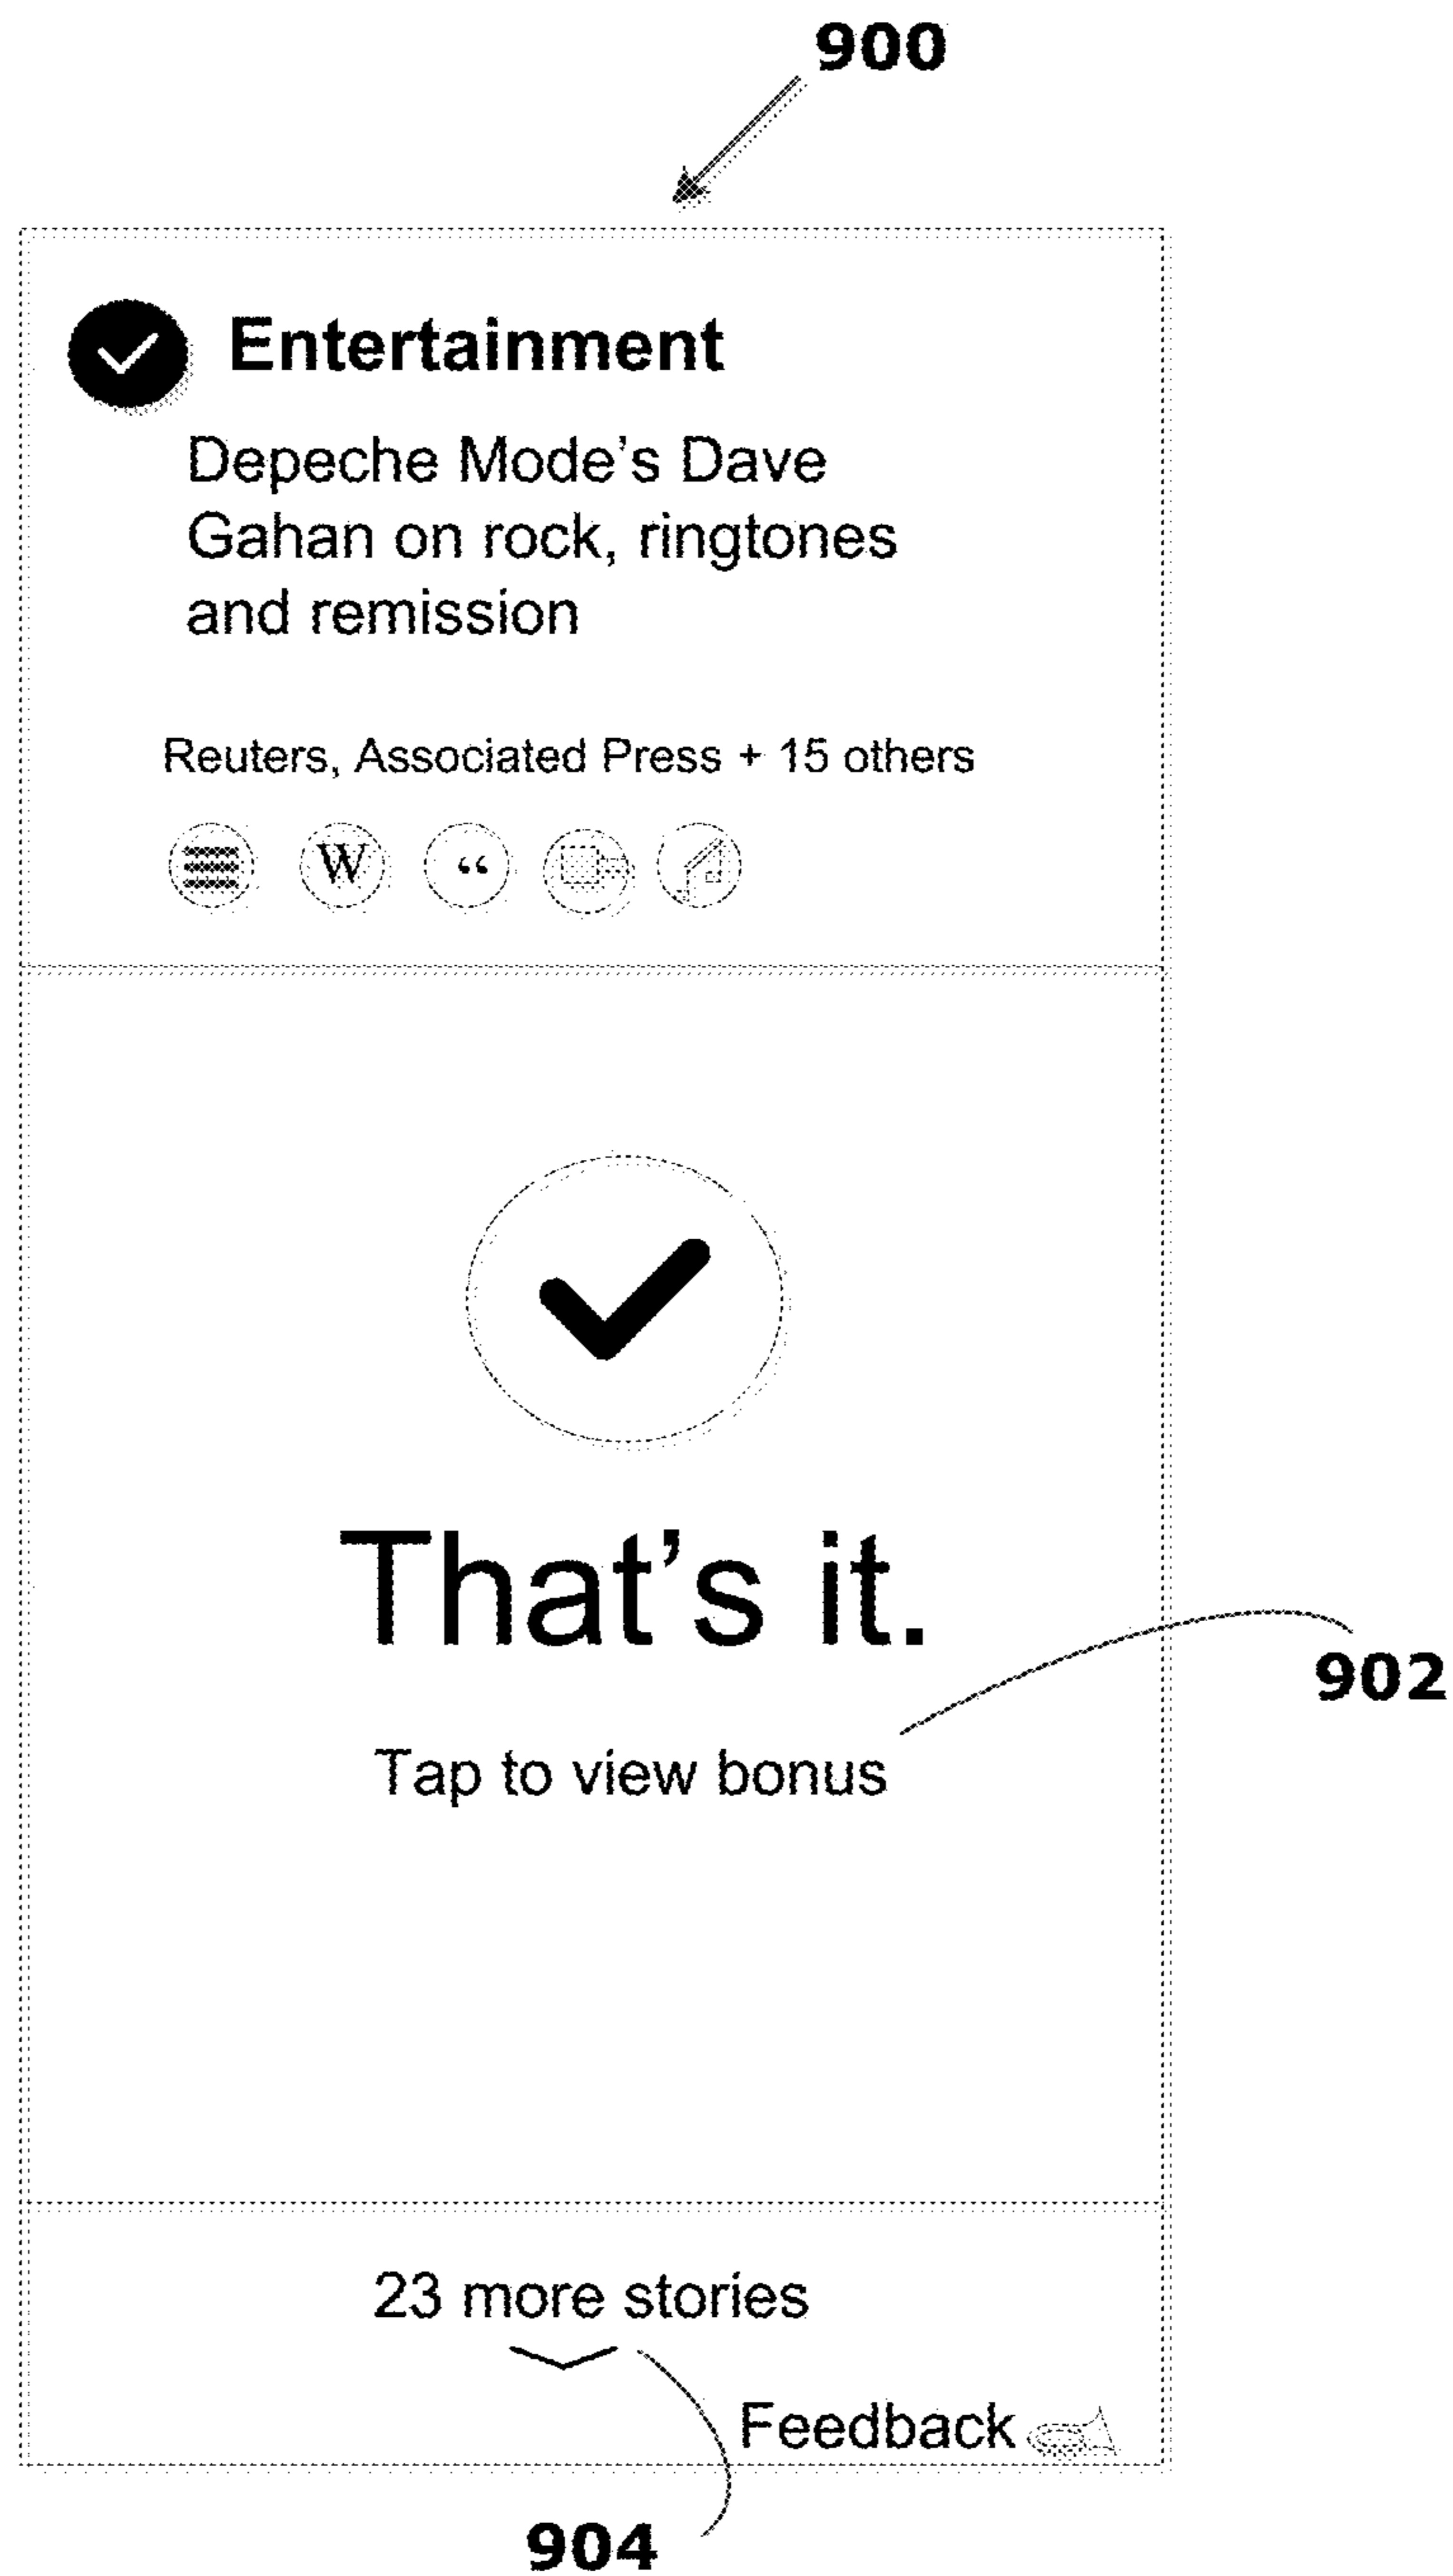 900
Entertainment
Depeche Mode’s Dave
Gahan on rock, ringtones
and remission
Reuters, Associated Press + 15 others
W “
That’s it.
902
Tap to view bonus
23 more stories
Feedback
904